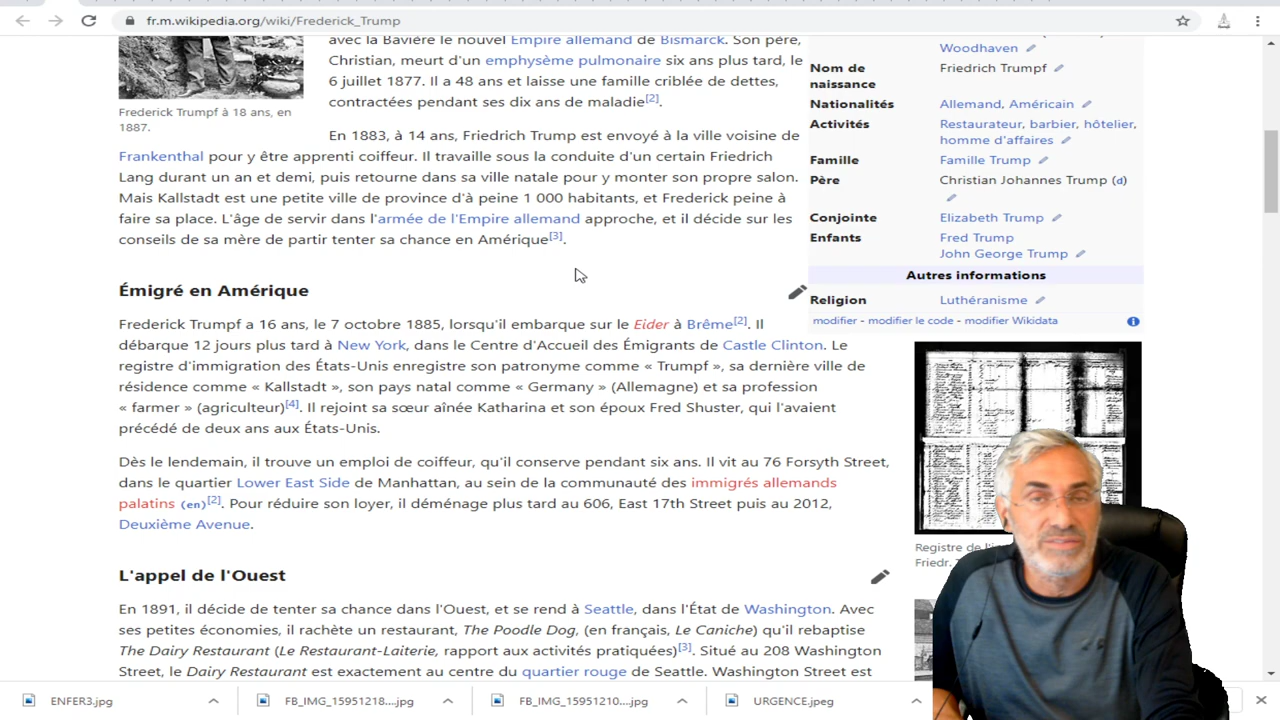 fr.m.wikipedia.org/wiki/Frederick_Trump
avec la Bavière le nouvel Empire allemand de Bismarck. Son père,
Christian, meurt d'un emphysème pulmonaire six ans plus tard, le
6 juillet 1877. Il a 48 ans et laisse une famille criblée de dettes,
contractées pendant ses dix ans de maladie[2].
Frederick Trumpf à 18 ans, en
1887.
En 1883, à 14 ans, Friedrich Trump est envoyé à la ville voisine de
Frankenthal pour y être apprenti coiffeur. Il travaille sous la conduite d'un certain Friedrich
Lang durant un an et demi, puis retourne dans sa ville natale pour y monter son propre salon.
Mais Kallstadt est une petite ville de province d'à peine 1 000 habitants, et Frederick peine à
faire sa place. L'âge de servir dans l'armée de l'Empire allemand approche, et il décide sur les
conseils de sa mère de partir tenter sa chance en Amérique[3].
Émigré en Amérique
Frederick Trumpf a 16 ans, le 7 octobre 1885, lorsqu'il embarque sur le Eider à Brême[2]. Il
débarque 12 jours plus tard à New York, dans le Centre d'Accueil des Émigrants de Castle Clinton. Le
registre d'immigration des États-Unis enregistre son patronyme comme « Trumpf », sa dernière ville de
résidence comme « Kallstadt », son pays natal comme « Germany » (Allemagne) et sa profession
« farmer » (agriculteur)[4]. Il rejoint sa sœur aînée Katharina et son époux Fred Shuster, qui l'avaient
précédé de deux ans aux États-Unis.
Dès le lendemain, il trouve un emploi de coiffeur, qu'il conserve pendant six ans. Il vit au 76 Forsyth Street,
dans le quartier Lower East Side de Manhattan, au sein de la communauté des immigrés allemands
palatins (en)[2]. Pour réduire son loyer, il déménage plus tard au 606, East 17th Street puis au 2012,
Deuxième Avenue.
L'appel de l'Ouest
En 1891, il décide de tenter sa chance dans l'Ouest, et se rend à Seattle, dans l'État de Washington. Avec
ses petites économies, il rachète un restaurant, The Poodle Dog, (en français, Le Caniche) qu'il rebaptise
The Dairy Restaurant (Le Restaurant-Laiterie, rapport aux activités pratiquées)[3]. Situé au 208 Washington
Street, le Dairy Restaurant est exactement au centre du quartier rouge de Seattle. Washington Street est
Woodhaven
Nom de naissance Friedrich Trumpf
Nationalités Allemand, Américain
Activités Restaurateur, barbier, hôtelier,
homme d'affaires
Famille Famille Trump
Père Christian Johannes Trump (d)
Conjointe Elizabeth Trump
Enfants Fred Trump
John George Trump
Autres informations
Religion Luthéranisme
modifier - modifier le code - modifier Wikidata
Registre de
Friedr. T
ENFER3.jpg
FB_IMG_15951218....jpg
FB_IMG_15951210....jpg
URGENCE.jpeg